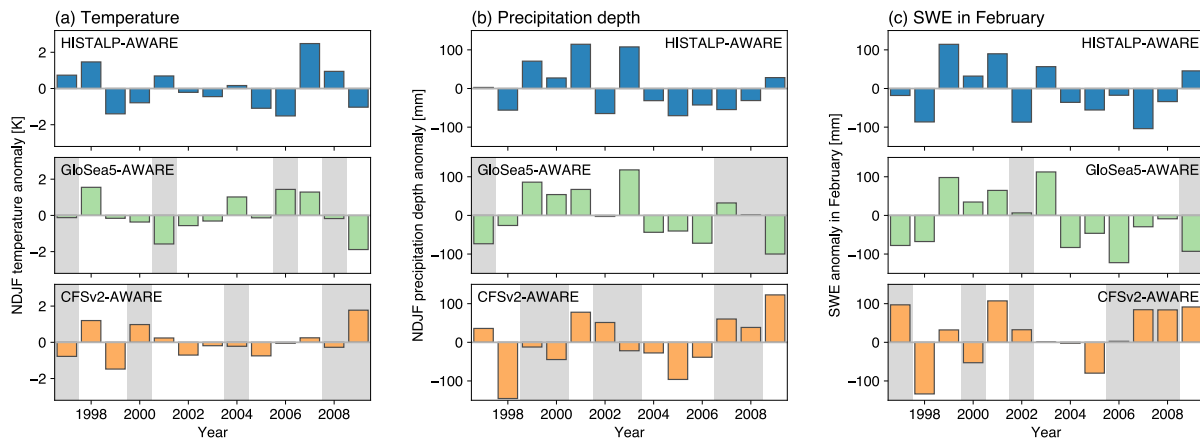 (a) Temperature
NDJF temperature anomaly [K]
HISTALP-AWARE
2
0
−2
GloSea5-AWARE
2
0
−2
CFSv2-AWARE
2
0
−2
1998 2000 2002 2004 2006 2008
Year
(b) Precipitation depth
NDJF precipitation depth anomaly [mm]
HISTALP-AWARE
100
0
−100
GloSea5-AWARE
100
0
−100
CFSv2-AWARE
100
0
−100
1998 2000 2002 2004 2006 2008
Year
(c) SWE in February
SWE anomaly in February [mm]
HISTALP-AWARE
100
0
−100
GloSea5-AWARE
100
0
−100
CFSv2-AWARE
100
0
−100
1998 2000 2002 2004 2006 2008
Year